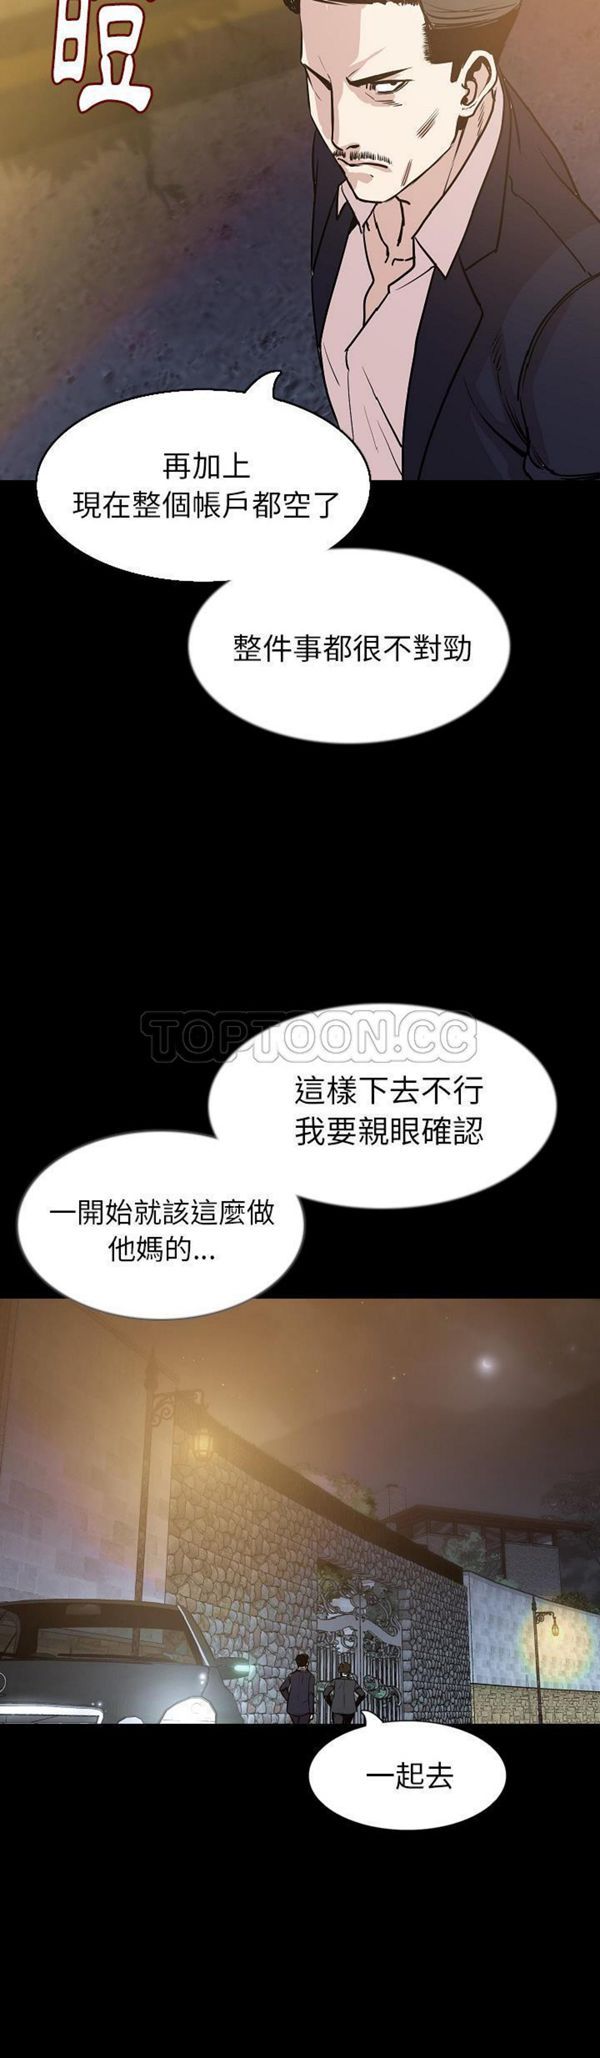 瞪
再加上
現在整個帳戶都空了
整件事都很不對勁
TOPTOON.CC
這樣下去不行
我要親眼確認
一開始就該這麼做
他媽的...
一起去